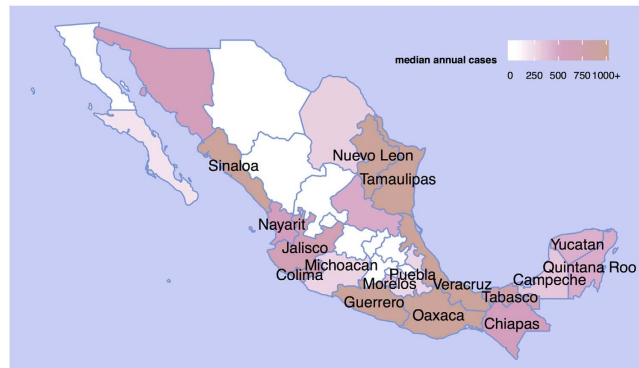 median annual cases
0 250 500 750 1000+
Nuevo Leon
Sinaloa
Tamaulipas
Nayarit
Jalisco
Yucatan
Michoacan
Quintana Roo
Colima
Puebla
Campeche
Morelos
Veracruz
Tabasco
Guerrero
Oaxaca
Chiapas